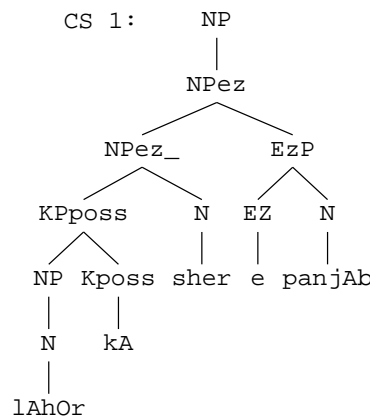 CS 1: NP
NPez
NPez_ EzP
KPposs N EZ N
NP Kposs sher e panjAb
N kA
lAhOr